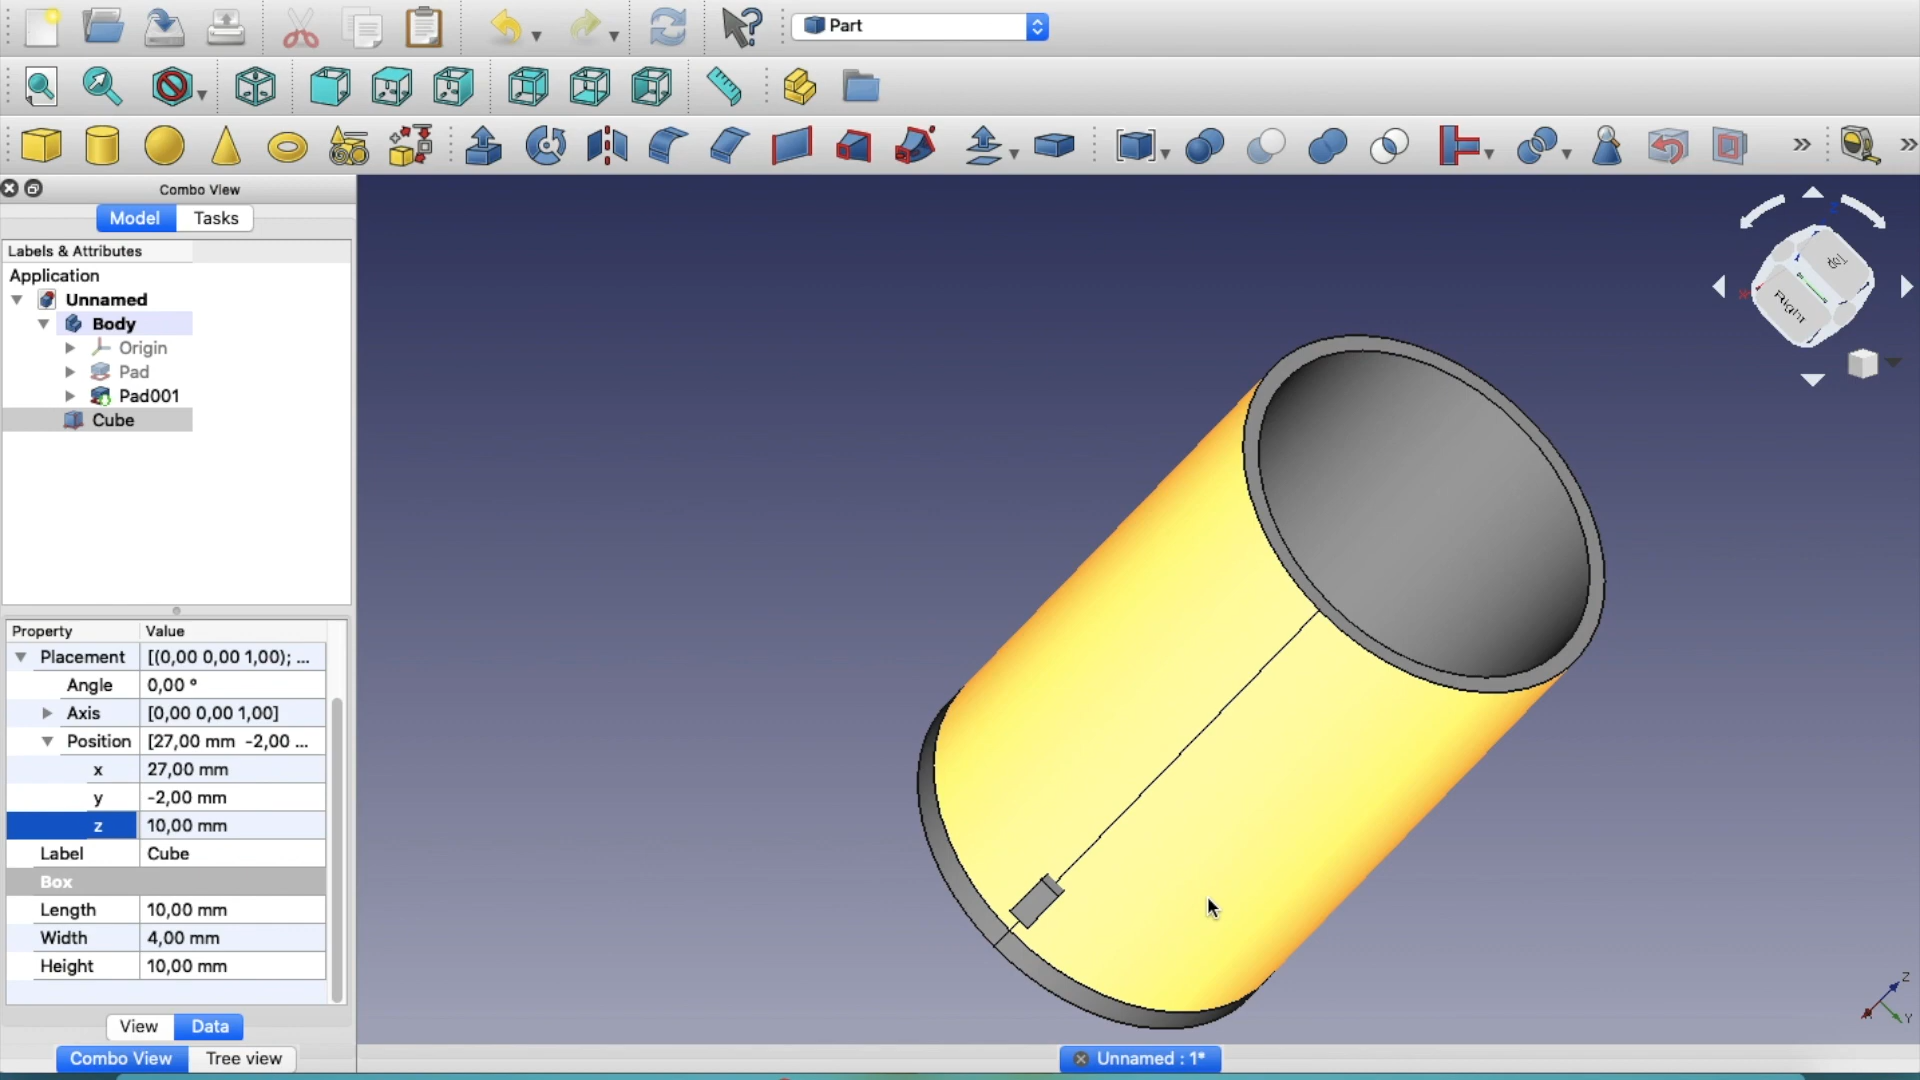 Part
»
»
Combo View
Model Tasks
Labels & Attributes
Application
Unnamed
Body
Origin
Pad
Pad001
Cube
Property Value
Placement [(0,00 0,00 1,00); ...
Angle 0,00 °
Axis [0,00 0,00 1,00]
Position [27,00 mm -2,00 ...
x 27,00 mm
y -2,00 mm
z 10,00 mm
Label Cube
Box
Length 10,00 mm
Width 4,00 mm
Height 10,00 mm
View Data
Combo View Tree view
Right
Z
Y
Unnamed : 1*